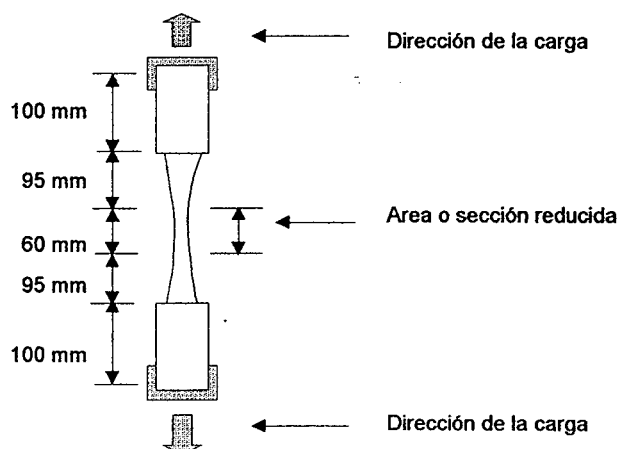 Dirección de la carga
100 mm
95 mm
Area o sección reducida
60 mm
95 mm
100 mm
Dirección de la carga